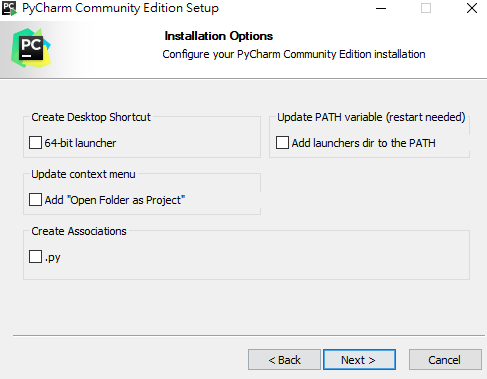 PC PyCharm Community Edition Setup
PC
Installation Options
Configure your PyCharm Community Edition installation
Create Desktop Shortcut
64-bit launcher
Update PATH variable (restart needed)
Add launchers dir to the PATH
Update context menu
Add "Open Folder as Project"
Create Associations
.py
< Back
Next >
Cancel